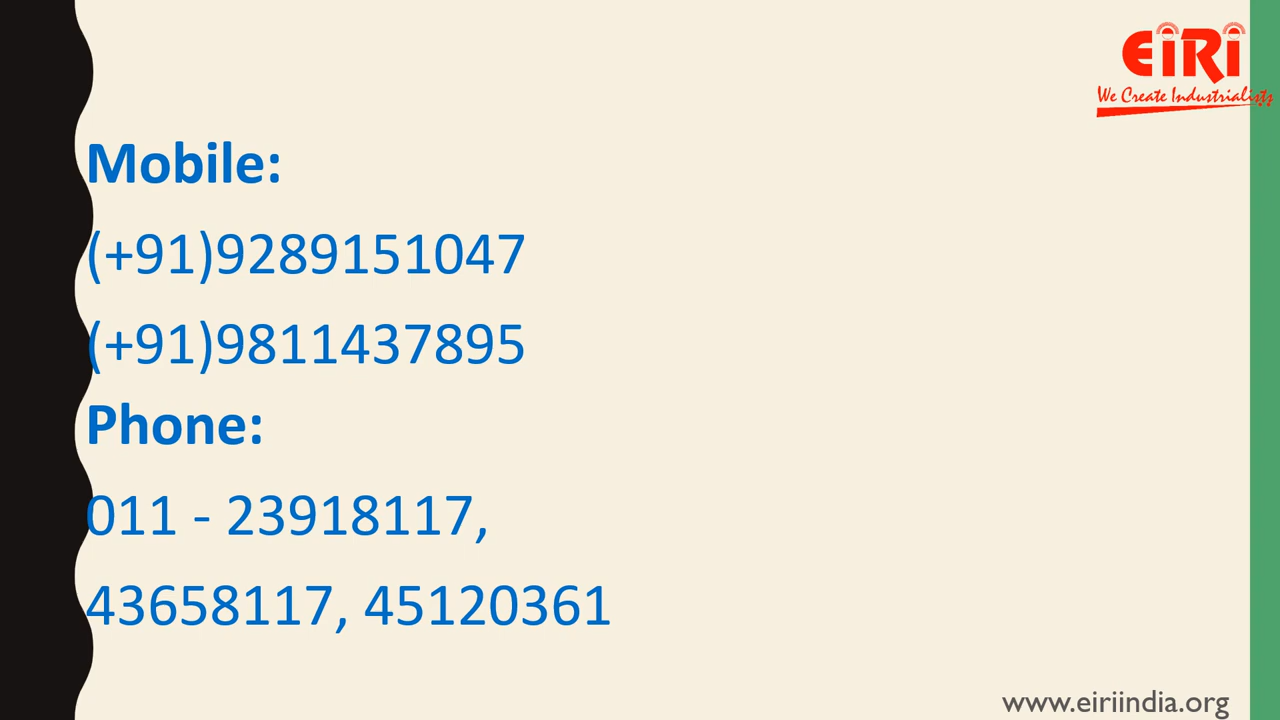 EiRi
We Create Industrialists
Mobile:
(+91)9289151047
(+91)9811437895
Phone:
011 - 23918117,
43658117, 45120361
www.eiriindia.org